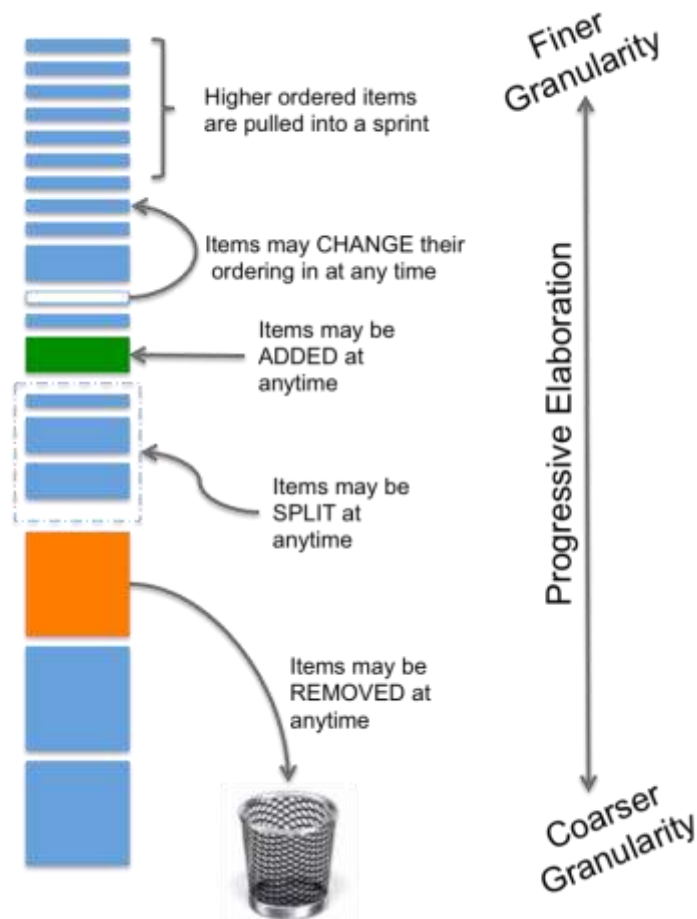 Finer
Granularity
Higher ordered items
are pulled into a sprint
Items may CHANGE their
ordering in at any time
Items may be
ADDED at
anytime
Items may be
SPLIT at
anytime
Items may be
REMOVED at
anytime
Progressive Elaboration
Coarser
Granularity